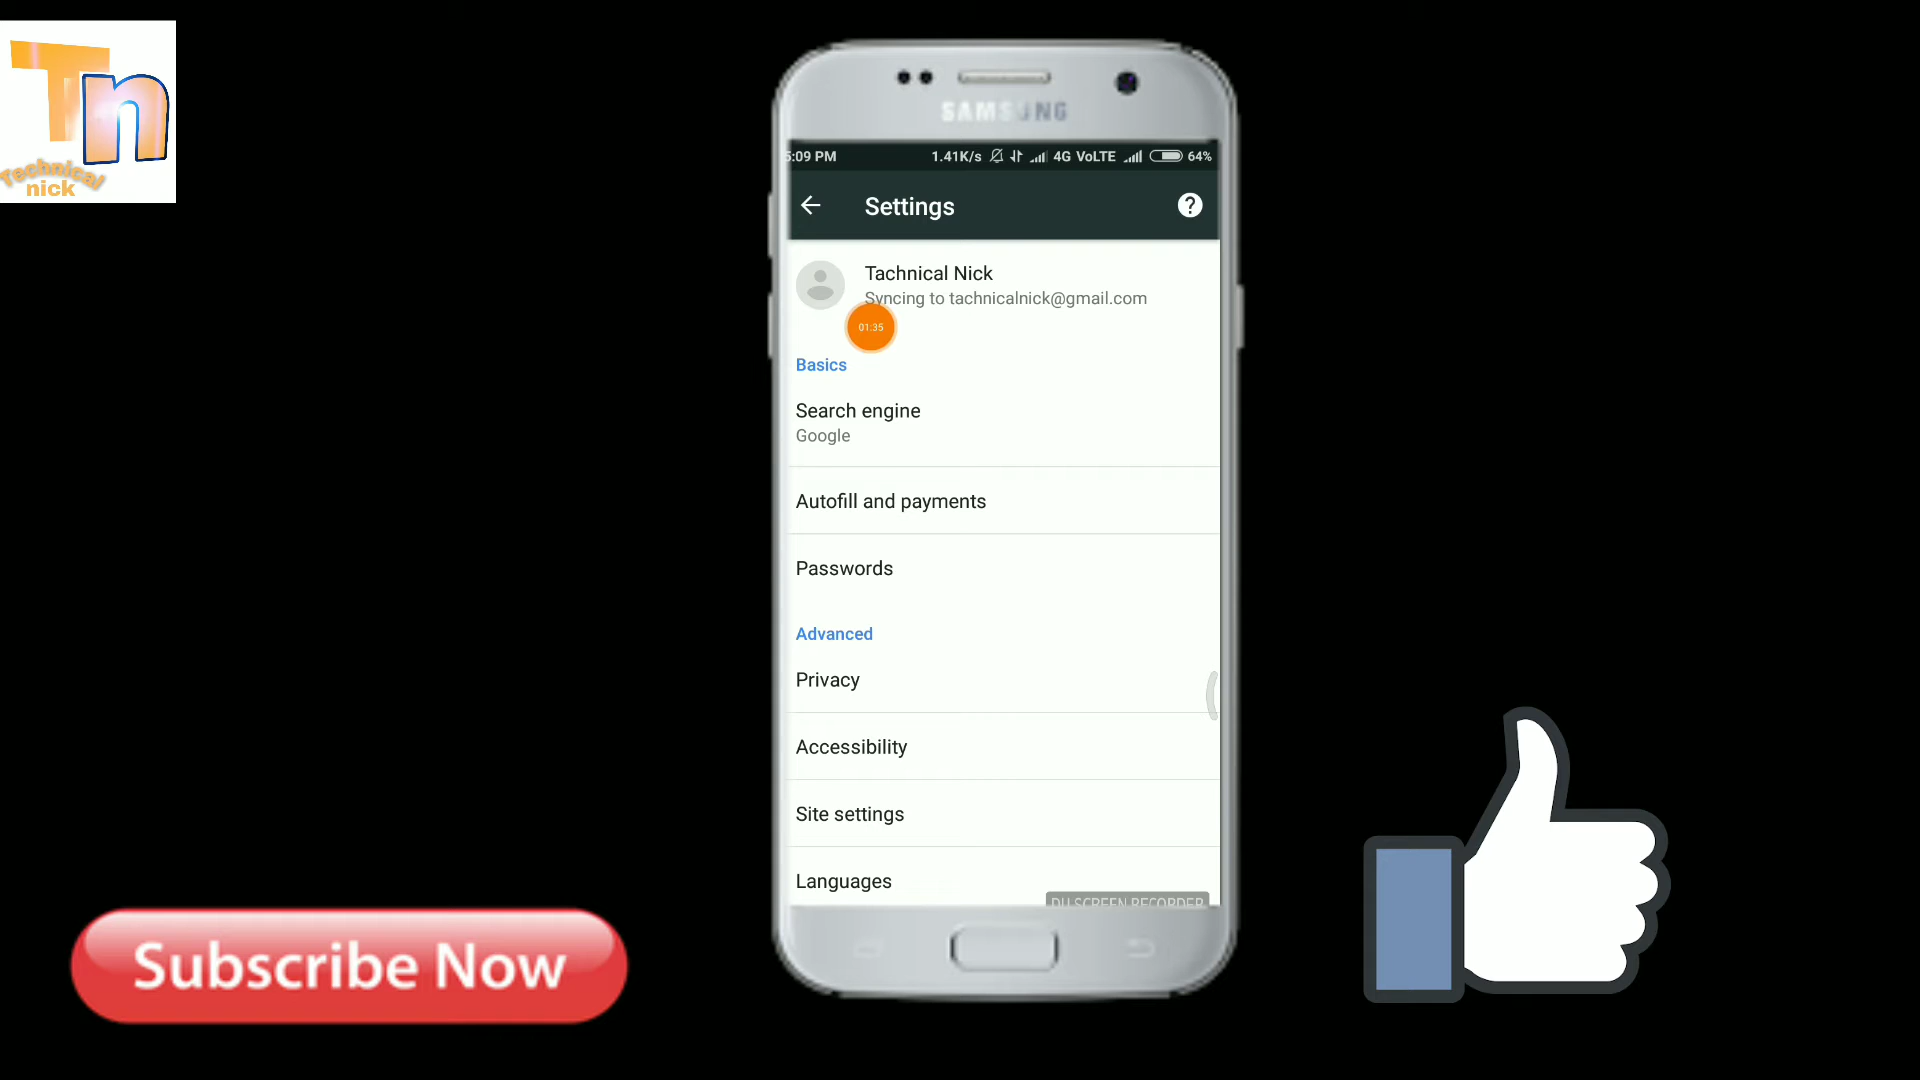 Tn
Technical
nick
SAMSUNG
5:09 PM 1.41K/s 4G VoLTE 64%
Settings
?
Tachnical Nick
Syncing to tachnicalnick@gmail.com
01:35
Basics
Search engine
Google
Autofill and payments
Passwords
Advanced
Privacy
Accessibility
Site settings
Languages
DU SCREEN RECORDER
Subscribe Now